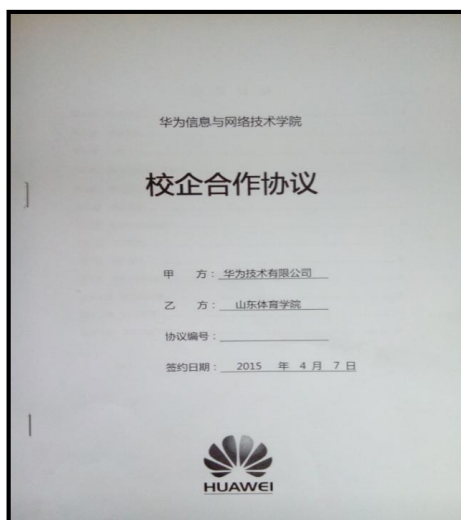 华为信息与网络技术学院
校企合作协议
甲 方：华为技术有限公司
乙 方：山东体育学院
协议编号：
签约日期：2015 年 4 月 7 日
HUAWEI